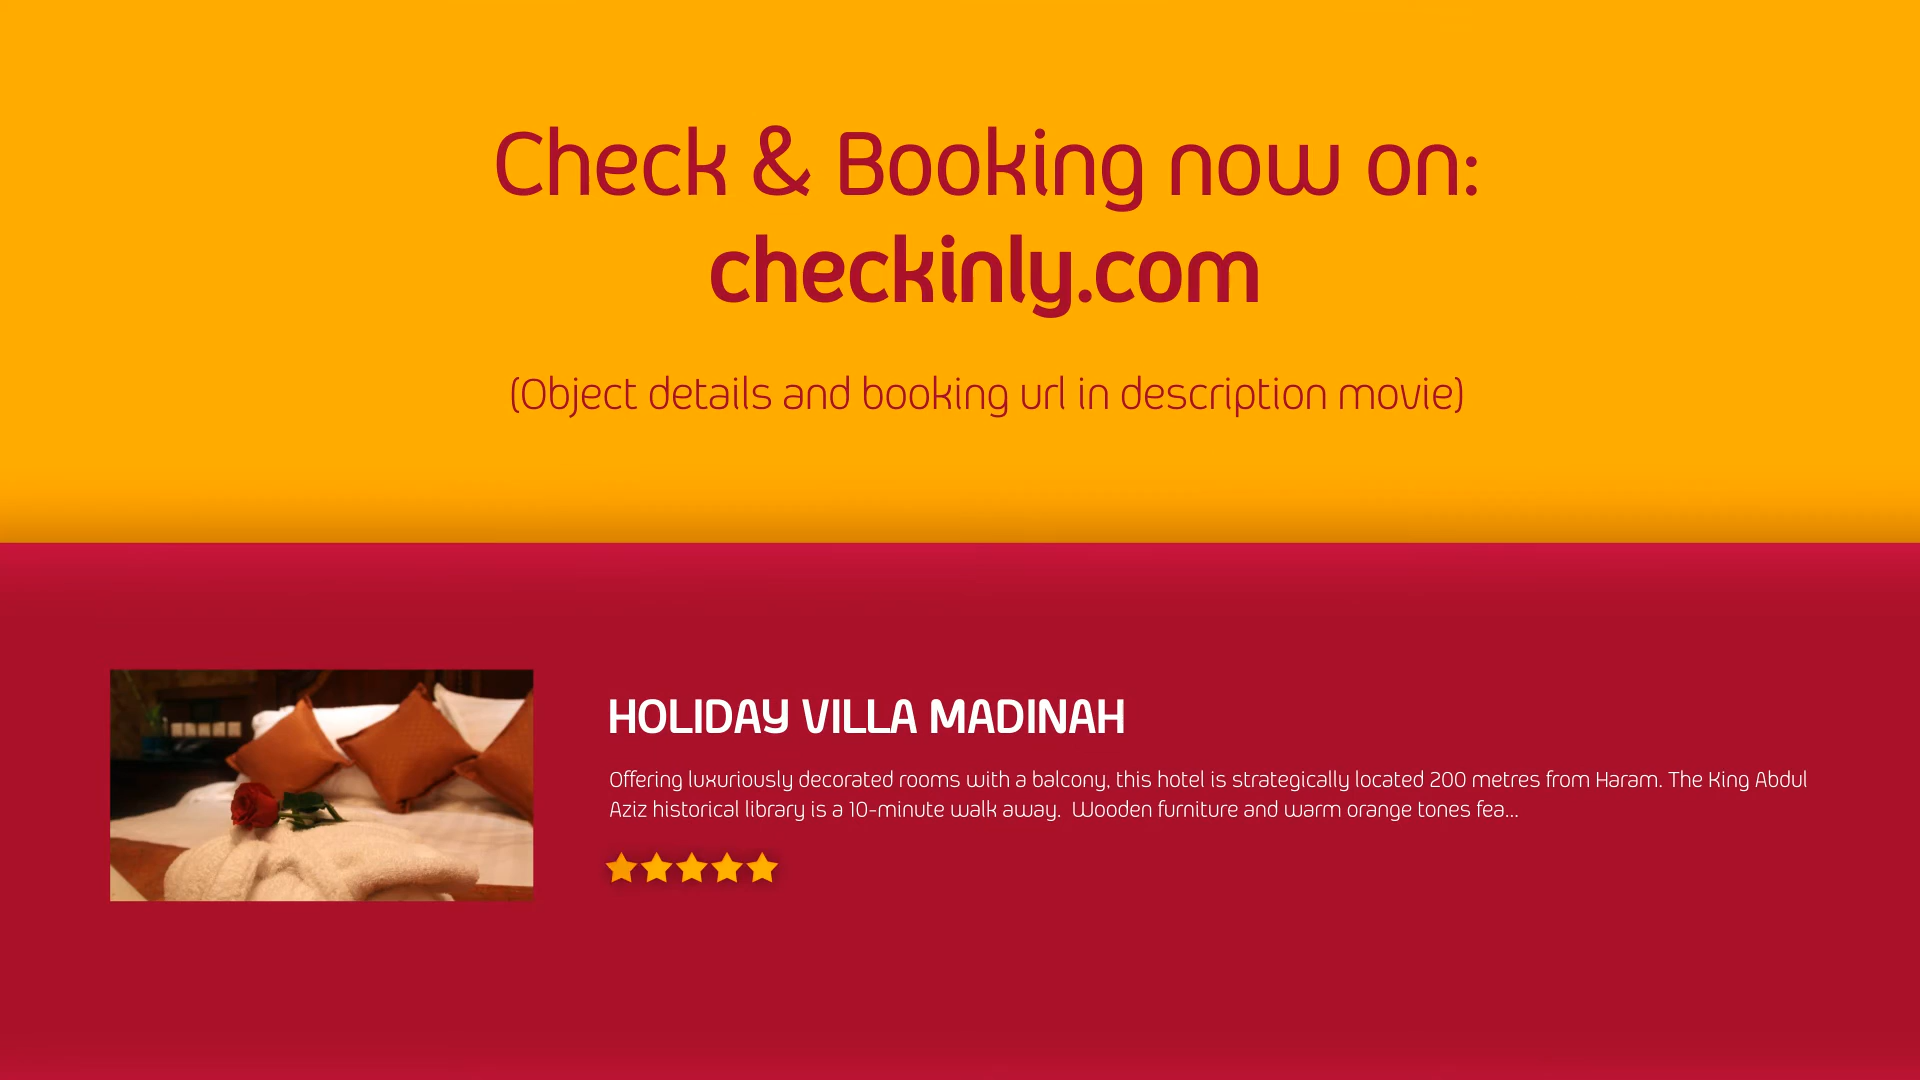 Check & Booking now on:
checkinly.com
(Object details and booking url in description movie)
HOLIDAY VILLA MADINAH
Offering luxuriously decorated rooms with a balcony, this hotel is strategically located 200 metres from Haram. The King Abdul
Aziz historical library is a 10-minute walk away.  Wooden furniture and warm orange tones fea...